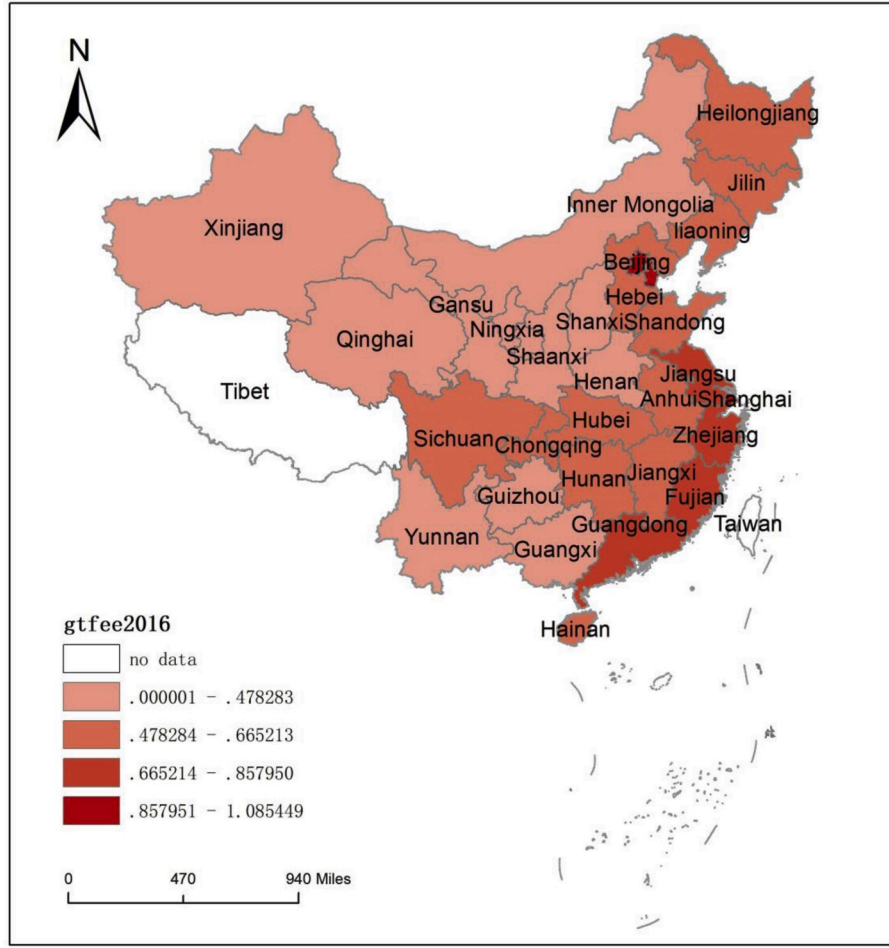 N
Heilongjiang
Jilin
Inner Mongolia
liaoning
Xinjiang
Beijing
Hebei
Gansu
Ningxia
ShanxiShandong
Qinghai
Shaanxi
Jiangsu
Henan
Tibet
AnhuiShanghai
Hubei
Zhejiang
Sichuan
Chongqing
Jiangxi
Hunan
Guizhou
Fujian
Guangdong
Taiwan
Yunnan
Guangxi
Hainan
gtfee2016
no data
.000001 - .478283
.478284 - .665213
.665214 - .857950
.857951 - 1.085449
0 470 940 Miles